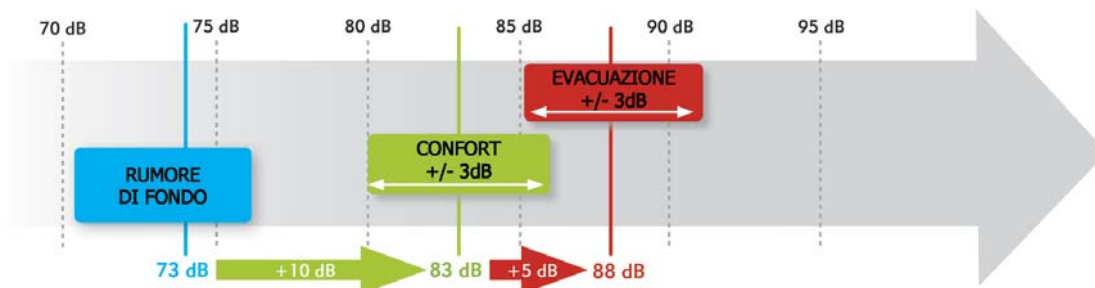 70 dB
75 dB
80 dB
85 dB
90 dB
95 dB
EVACUAZIONE
+/- 3dB
CONFORT
+/- 3dB
RUMORE
DI FONDO
73 dB
+10 dB
83 dB
+5 dB
88 dB